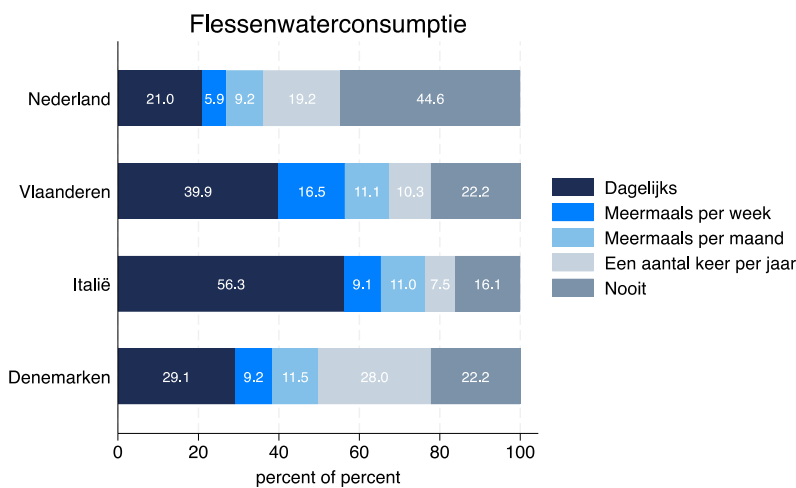 Flessenwaterconsumptie
Nederland 21.0 5.9 9.2 19.2 44.6
Vlaanderen 39.9 16.5 11.1 10.3 22.2
Italië 56.3 9.1 11.0 7.5 16.1
Denemarken 29.1 9.2 11.5 28.0 22.2
0 20 40 60 80 100
percent of percent
Dagelijks
Meermaals per week
Meermaals per maand
Een aantal keer per jaar
Nooit